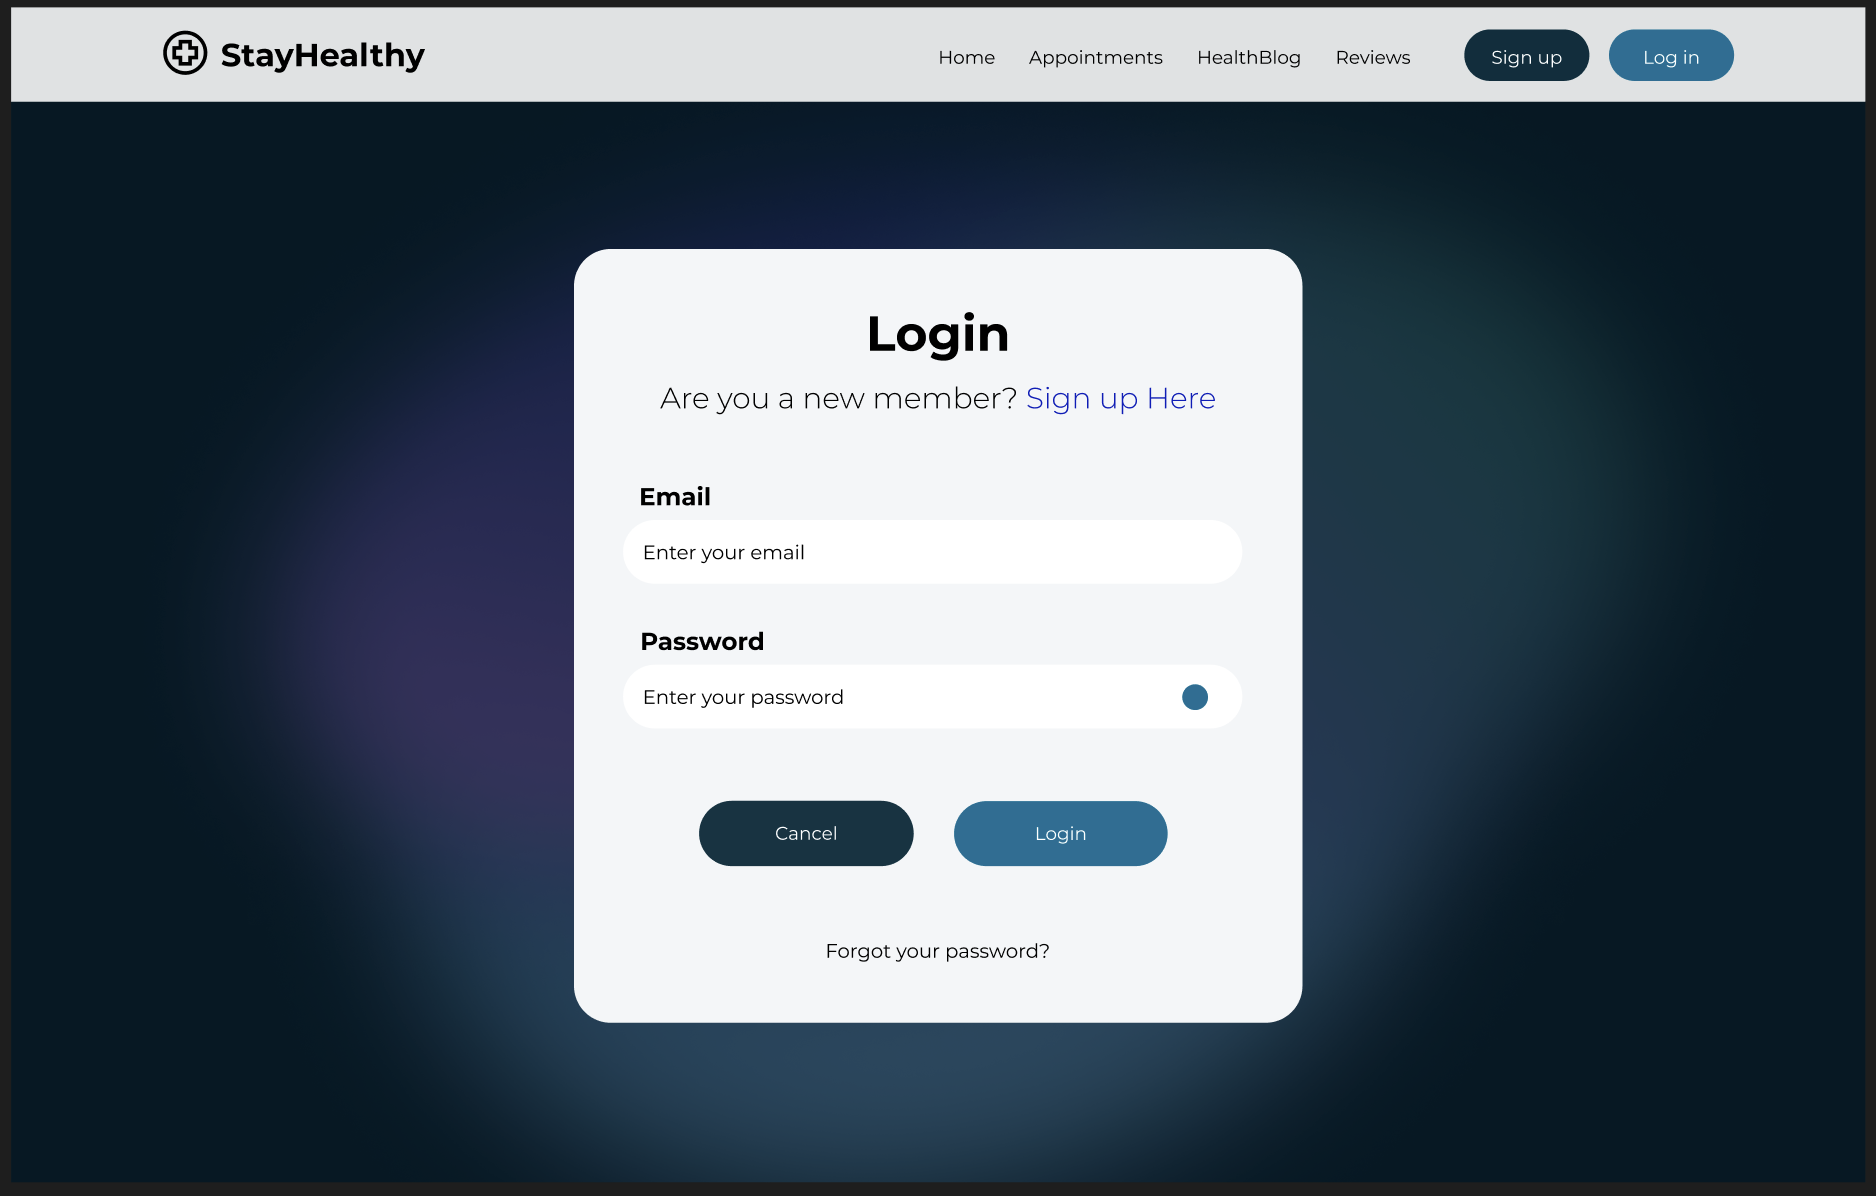 StayHealthy
Home Appointments HealthBlog Reviews Sign up Log in
Login
Are you a new member? Sign up Here
Email
Enter your email
Password
Enter your password
Cancel Login
Forgot your password?